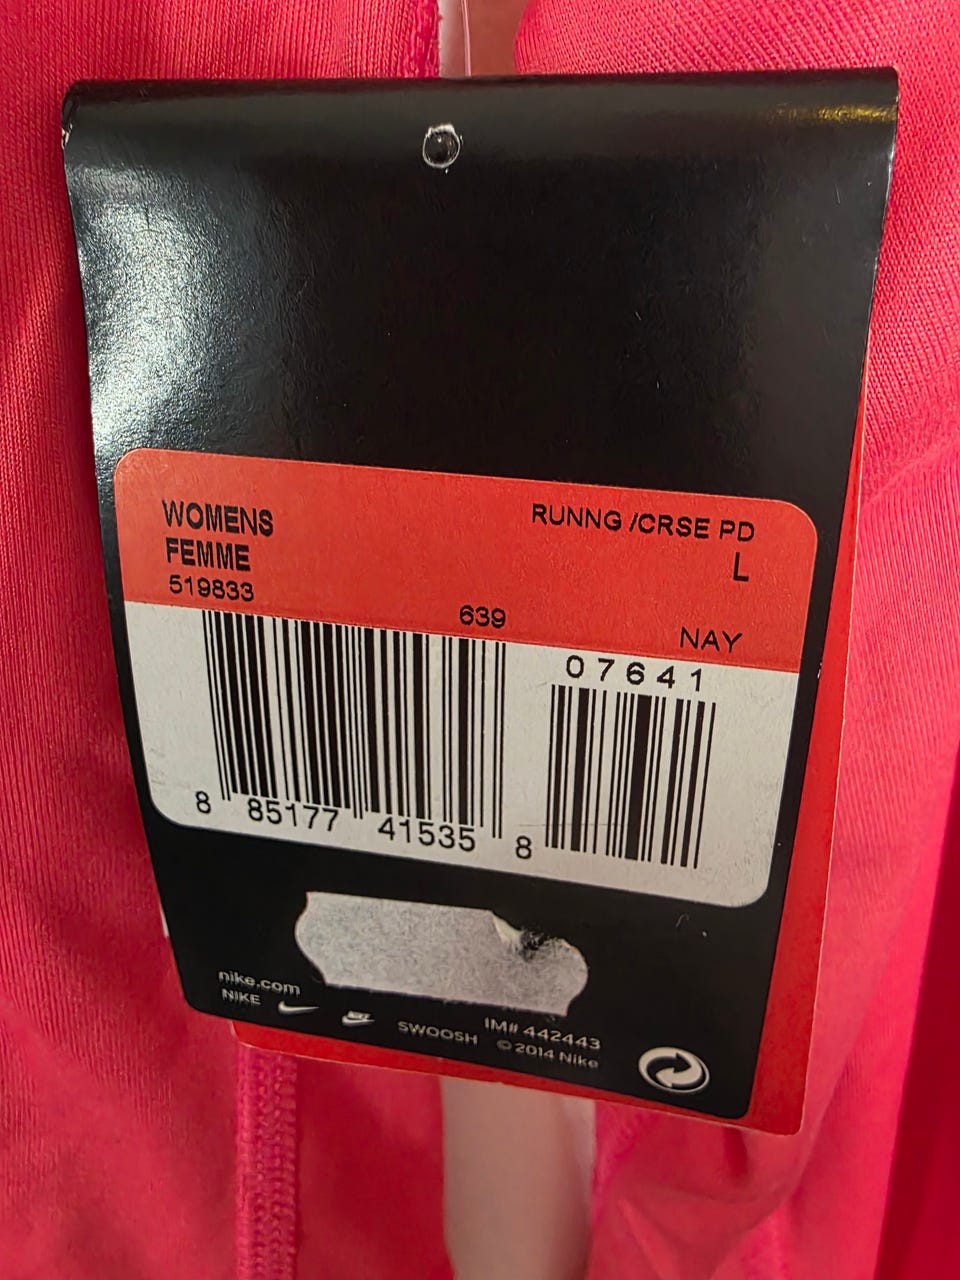 WOMENS
FEMME
519833
RUNNG /CRSE PD
L
639
NAY
07641
8 85177 41535 8
nike.com
NIKE
SWOOSH
IM# 442443
© 2014 Nike